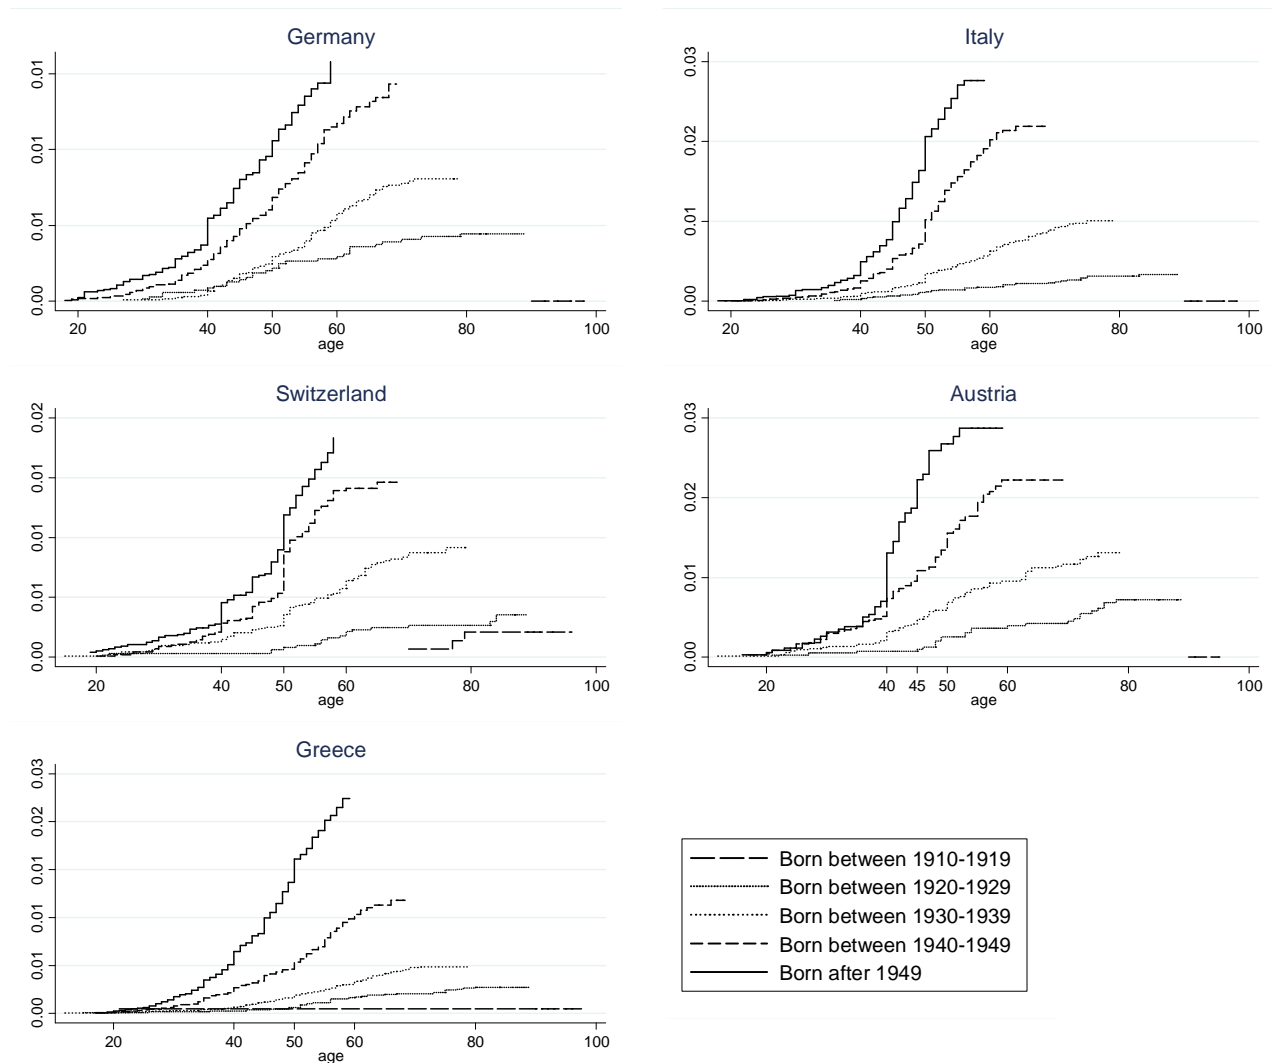 Germany
0.01
0.01
0.01
0.00
20 40 50 60 80 100
age
Italy
0.03
0.02
0.01
0.00
20 40 50 60 80 100
age
Switzerland
0.02
0.01
0.01
0.01
0.00
20 40 50 60 80 100
age
Austria
0.03
0.02
0.01
0.00
20 40 45 50 60 80 100
age
Greece
0.03
0.02
0.01
0.01
0.01
0.00
20 40 50 60 80 100
age
Born between 1910-1919
Born between 1920-1929
Born between 1930-1939
Born between 1940-1949
Born after 1949